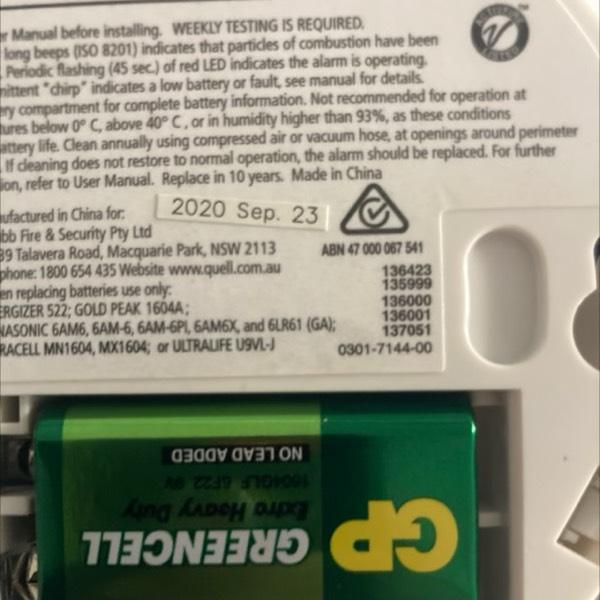 Manual before installing. WEEKLY TESTING IS REQUIRED.
long beeps (ISO 8201) indicates that particles of combustion have been
Periodic flashing (45 sec.) of red LED indicates the alarm is operating.
"chirp" indicates a low battery or fault, see manual for details.
compartment for complete battery information. Not recommended for operation at
below 0° C, above 40° C, or in humidity higher than 93%, as these conditions
life. Clean annually using compressed air or vacuum hose, at openings around perimeter
. If cleaning does not restore to normal operation, the alarm should be replaced. For further
refer to User Manual. Replace in 10 years. Made in China
in China for: 2020 Sep. 23
Fire & Security Pty Ltd
39 Talavera Road, Macquarie Park, NSW 2113 ABN 47 000 067 541
phone: 1800 654 435 Website www.quell.com.au 136423
en replacing batteries use only: 135999
ERGIZER 522; GOLD PEAK 1604A; 136000
136001
NASONIC 6AM6, 6AM-6, 6AM-6PI, 6AM6X, and 6LR61 (GA); 137051
RACELL MN1604, MX1604; or ULTRALIFE U9VL-J 0301-7144-00
NO LEAD ADDED
1604GLF 6F22 9V
Extra Heavy Duty
GREENCELL
GP